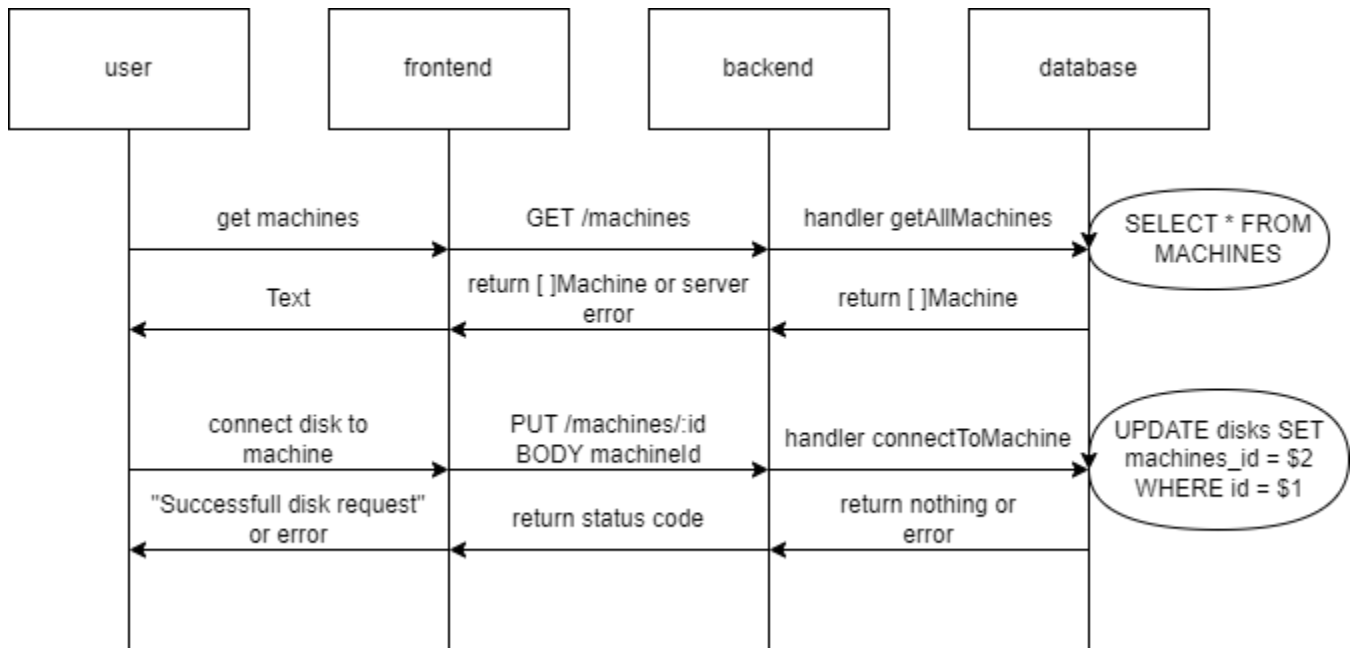 user
frontend
backend
database
get machines
GET /machines
handler getAllMachines
SELECT * FROM
MACHINES
Text
return [ ]Machine or server
error
return [ ]Machine
connect disk to
machine
PUT /machines/:id
BODY machineId
handler connectToMachine
UPDATE disks SET
machines_id = $2
WHERE id = $1
"Successfull disk request"
or error
return status code
return nothing or
error